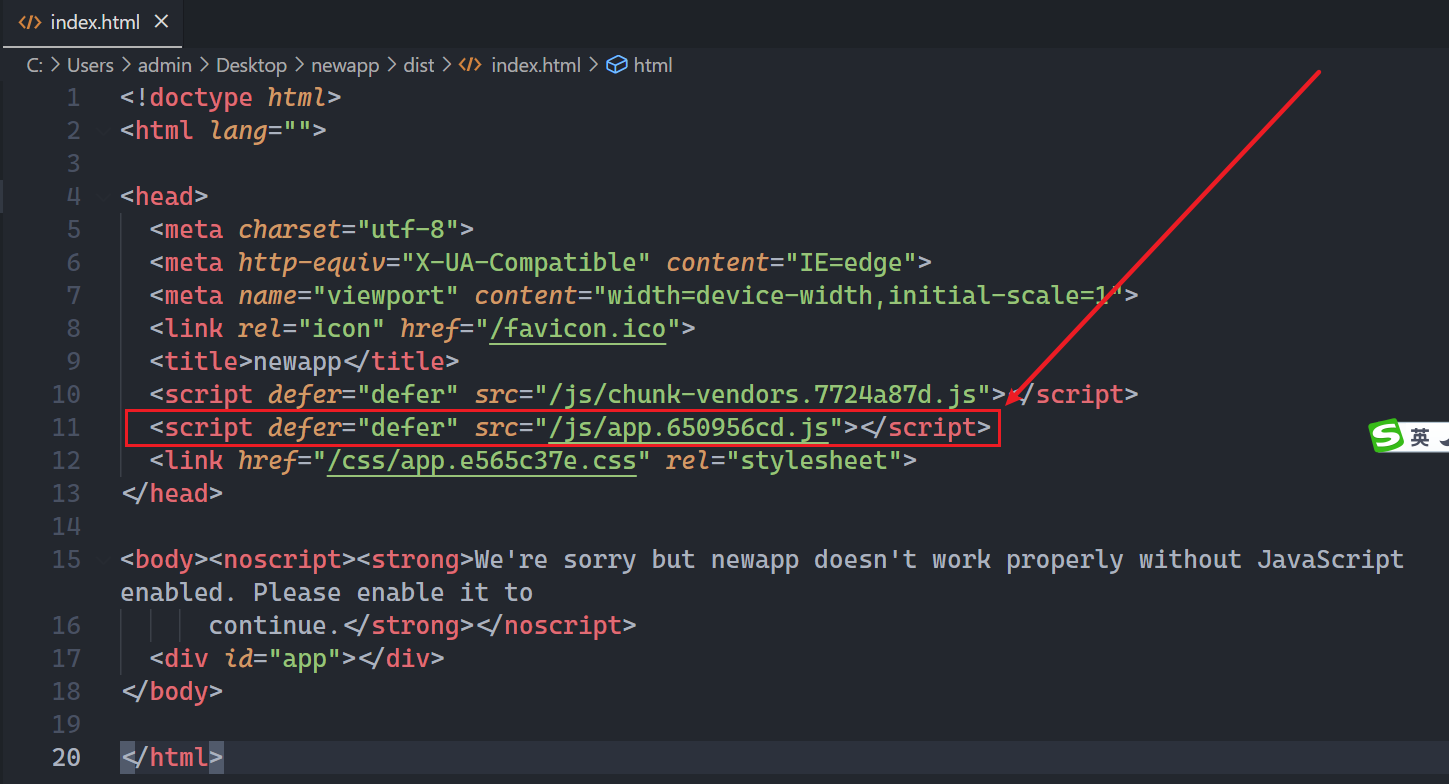 index.html
C: > Users > admin > Desktop > newapp > dist > index.html > html
1 <!doctype html>
2 <html lang="">
3
4 <head>
5 <meta charset="utf-8">
6 <meta http-equiv="X-UA-Compatible" content="IE=edge">
7 <meta name="viewport" content="width=device-width,initial-scale=1">
8 <link rel="icon" href="/favicon.ico">
9 <title>newapp</title>
10 <script defer="defer" src="/js/chunk-vendors.7724a87d.js"></script>
11 <script defer="defer" src="/js/app.650956cd.js"></script>
12 <link href="/css/app.e565c37e.css" rel="stylesheet">
13 </head>
14
15 <body><noscript><strong>We're sorry but newapp doesn't work properly without JavaScript
enabled. Please enable it to
16 continue.</strong></noscript>
17 <div id="app"></div>
18 </body>
19
20 </html>
S 英